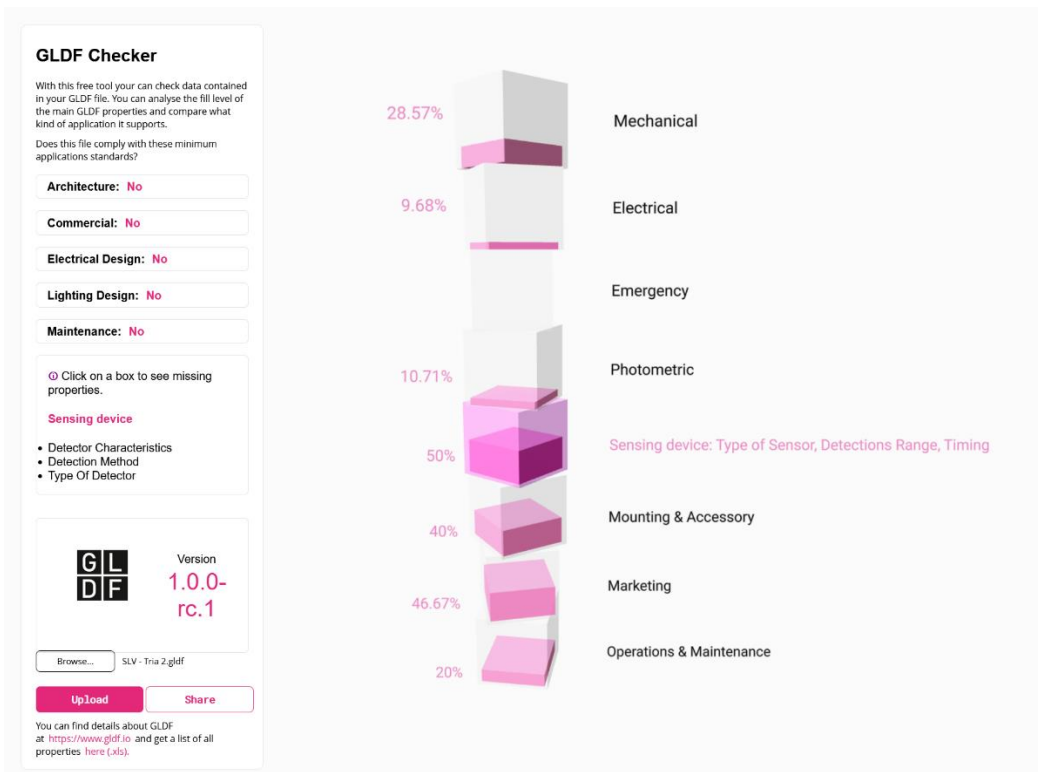 GLDF Checker
With this free tool your can check data contained
in your GLDF file. You can analyse the fill level of
the main GLDF properties and compare what
kind of application it supports.
Does this file comply with these minimum
applications standards?
Architecture: No
Commercial: No
Electrical Design: No
Lighting Design: No
Maintenance: No
Click on a box to see missing
properties.
Sensing device
• Detector Characteristics
• Detection Method
• Type Of Detector
GL
DF
Version
1.0.0-
rc.1
Browse... SLV - Tria 2.gldf
Upload Share
You can find details about GLDF
at https://www.gldf.io and get a list of all
properties here (.xls).
28.57% Mechanical
9.68% Electrical
Emergency
10.71% Photometric
50% Sensing device: Type of Sensor, Detections Range, Timing
40% Mounting & Accessory
46.67% Marketing
20% Operations & Maintenance